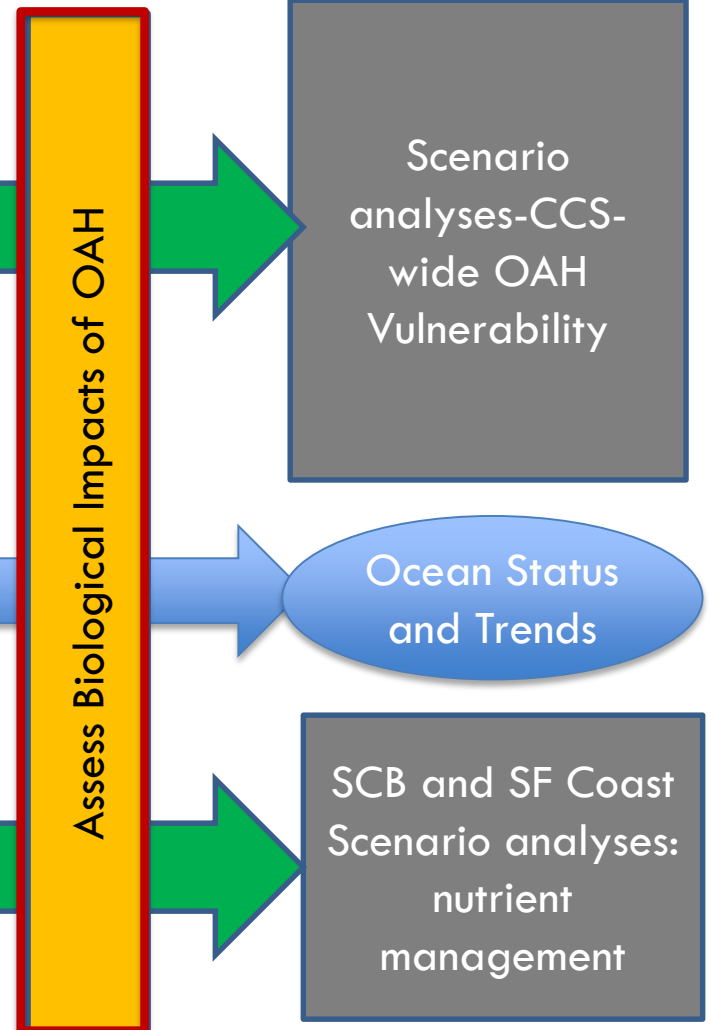 Assess Biological Impacts of OAH
Scenario
analyses-CCS-
wide OAH
Vulnerability
Ocean Status
and Trends
SCB and SF Coast
Scenario analyses:
nutrient
management